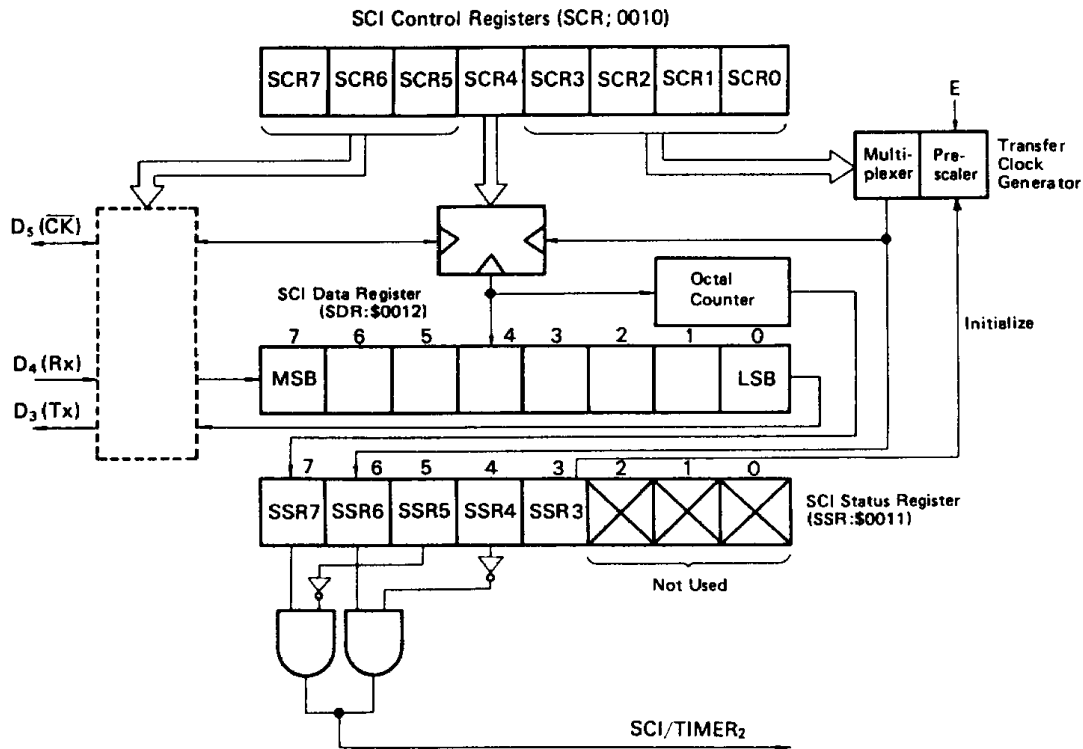 SCI Control Registers (SCR; 0010)
SCR7 SCR6 SCR5 SCR4 SCR3 SCR2 SCR1 SCR0
E
Multi-
plexer
Pre-
scaler
Transfer
Clock
Generator
D5 (CK)
Octal
Counter
SCI Data Register
(SDR:$0012)
Initialize
7 6 5 4 3 2 1 0
D4 (Rx)
MSB LSB
D3 (Tx)
7 6 5 4 3 2 1 0
SSR7 SSR6 SSR5 SSR4 SSR3
SCI Status Register
(SSR:$0011)
Not Used
SCI/TIMER2